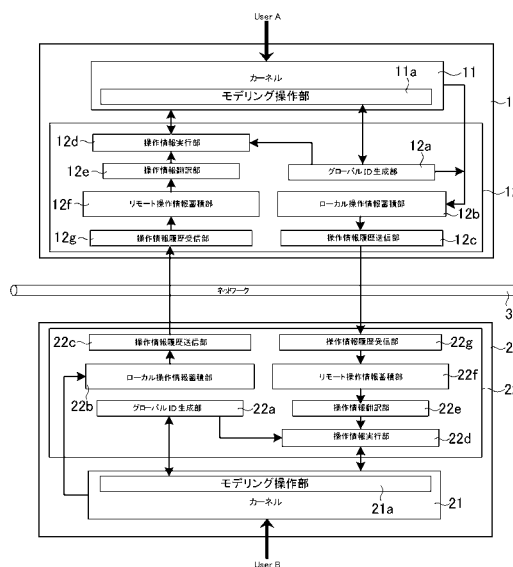 User A
カーネル
11
モデリング操作部
11a
1
12d
操作情報実行部
12a
12e
操作情報翻訳部
グローバルID生成部
12
12f
リモート操作情報蓄積部
ローカル操作情報蓄積部
12b
12g
操作情報履歴受信部
操作情報履歴送信部
12c
ネットワーク
3
22c
操作情報履歴送信部
操作情報履歴受信部
22g
2
ローカル操作情報蓄積部
リモート操作情報蓄積部
22f
22
22b
グローバルID生成部
22a
操作情報翻訳部
22e
操作情報実行部
22d
モデリング操作部
カーネル
21a
21
User B